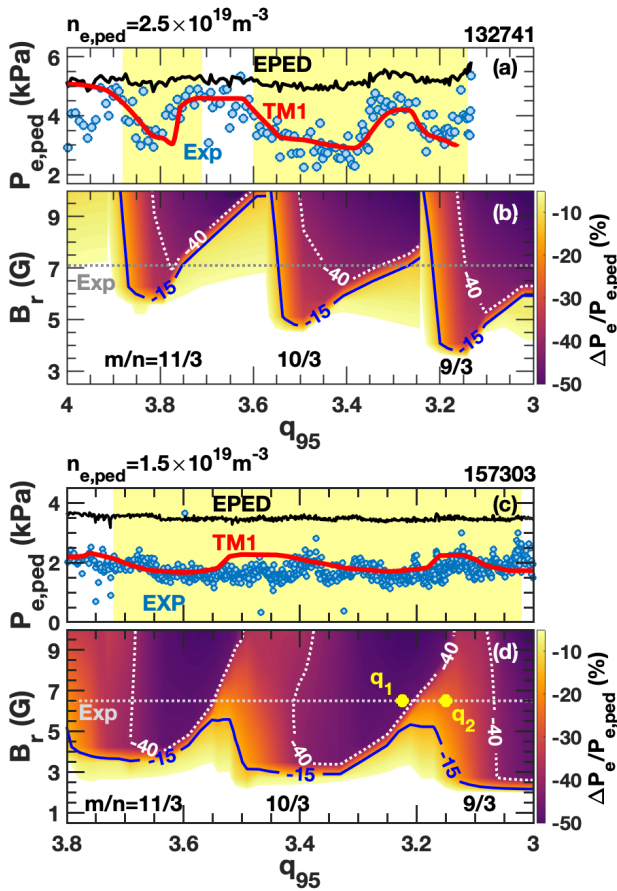 n_e,ped=2.5×10^19m^-3 132741
P_e,ped (kPa)
6
4
2
EPED
(a)
TM1
Exp
B_r (G)
9
7
5
3
(b)
-40
-40
-40
Exp
-15
-15
-15
m/n=11/3 10/3 9/3
-10
-20
-30
-40
-50
ΔP_e/P_e,ped (%)
4 3.8 3.6 3.4 3.2 3
q_95
n_e,ped=1.5×10^19m^-3 157303
P_e,ped (kPa)
4
2
0
EPED
(c)
TM1
EXP
B_r (G)
9
7
5
3
1
(d)
-40
q_1
Exp
q_2
-40
-40
-40
-15
-15
-15
m/n=11/3 10/3 9/3
-10
-20
-30
-40
-50
ΔP_e/P_e,ped (%)
3.8 3.6 3.4 3.2 3
q_95